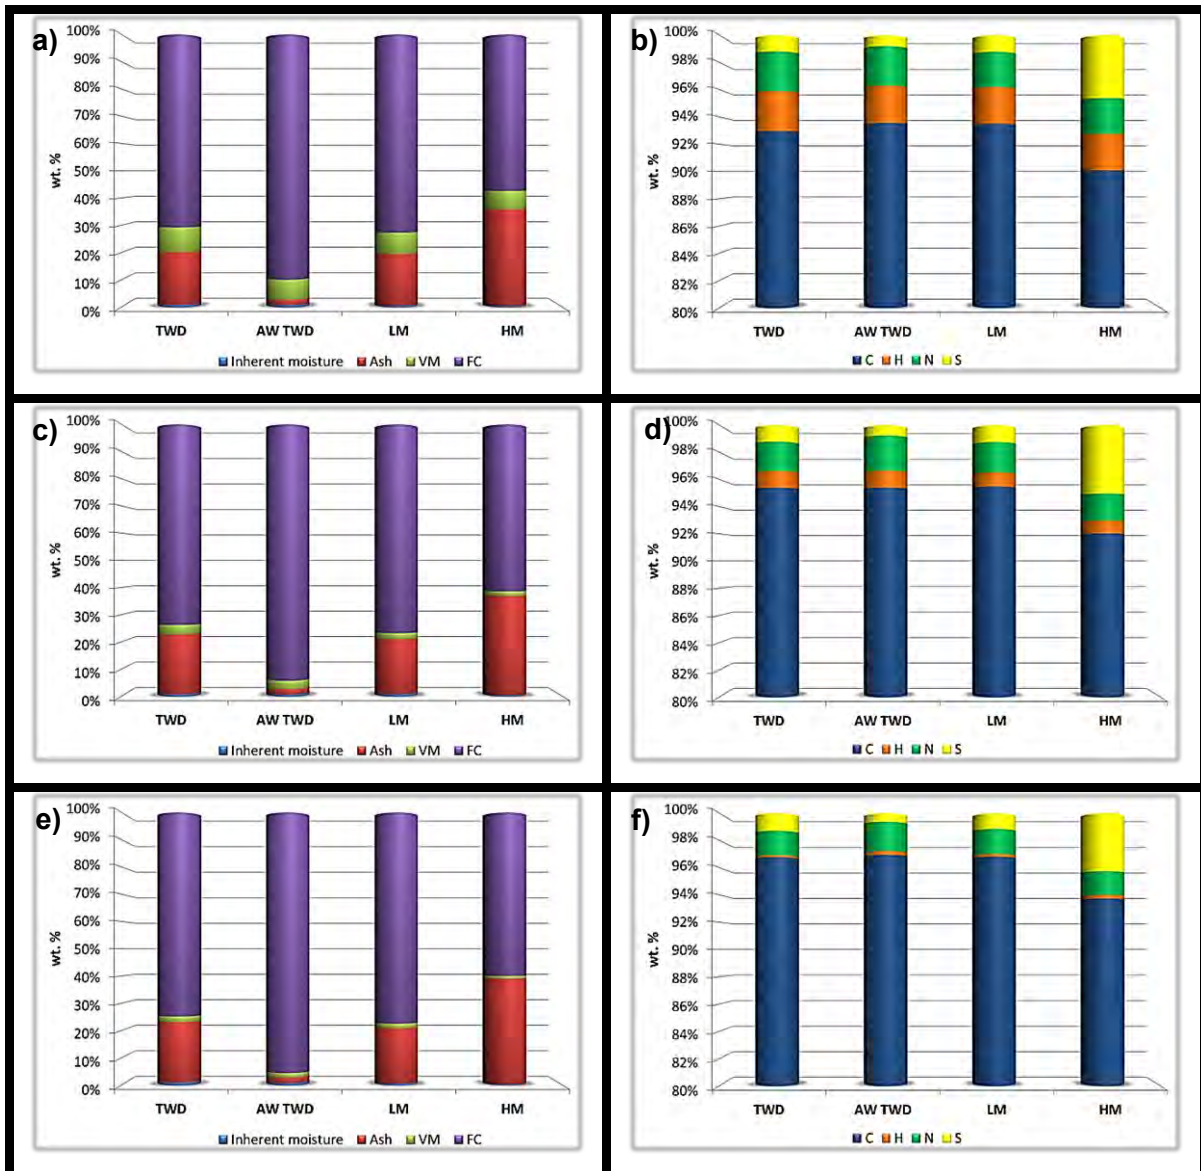 a)
100%
90%
80%
70%
60%
50%
40%
30%
20%
10%
0%
wt. %
TWD AW TWD LM HM
Inherent moisture Ash VM FC
b)
100%
98%
96%
94%
92%
90%
88%
86%
84%
82%
80%
wt. %
TWD AW TWD LM HM
C H N S
c)
100%
90%
80%
70%
60%
50%
40%
30%
20%
10%
0%
wt. %
TWD AW TWD LM HM
Inherent moisture Ash VM FC
d)
100%
98%
96%
94%
92%
90%
88%
86%
84%
82%
80%
wt. %
TWD AW TWD LM HM
C H N S
e)
100%
90%
80%
70%
60%
50%
40%
30%
20%
10%
0%
wt. %
TWD AW TWD LM HM
Inherent moisture Ash VM FC
f)
100%
98%
96%
94%
92%
90%
88%
86%
84%
82%
80%
wt. %
TWD AW TWD LM HM
C H N S